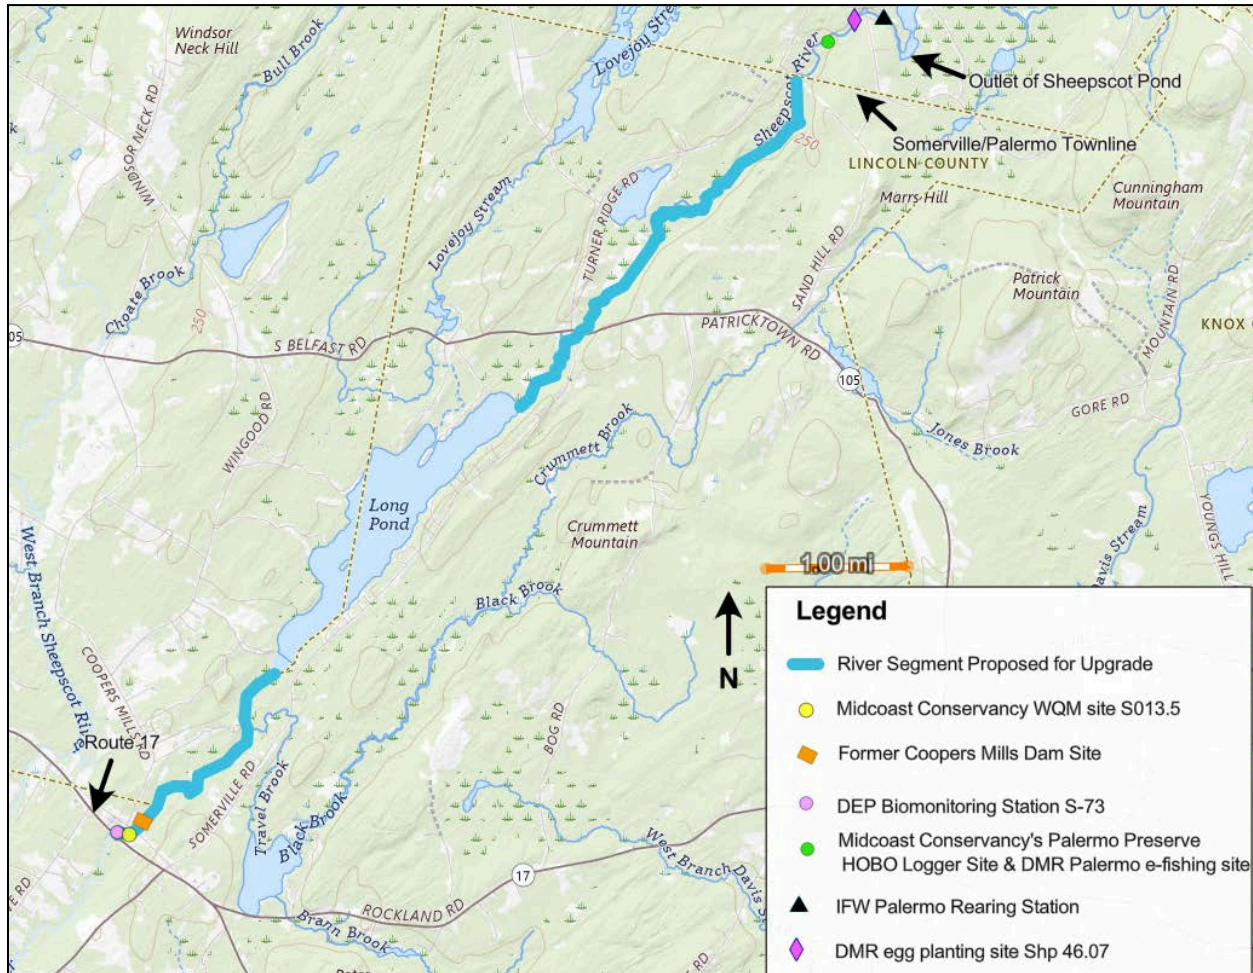 Windsor
Neck Hill
WINDSOR NECK RD
Bull Brook
Lovejoy Stream
Sheepscot River
Outlet of Sheepscot Pond
Somerville/Palermo Townline
250
LINCOLN COUNTY
Cunningham
Mountain
Marrs Hill
WINDSOR
Lovejoy Stream
TURNER RIDGE RD
SAND HILL RD
Patrick
Mountain
MOUNTAIN RD
KNOX
Choate Brook
250
05
S BELFAST RD
PATRICKTOWN RD
105
GORE RD
WINGOOD RD
Crummett Brook
Jones Brook
YOUNGS HILL
Long
Pond
Crummett
Mountain
Davis Stream
West Branch Sheepscot River
1.00 mi
Black Brook
N
COOPERS MILLS RD
Route 17
BOG RD
SOMERVILLE RD
Travel Brook
Black Brook
West Branch Davis S
17
ROCKLAND RD
Brann Brook
Legend
River Segment Proposed for Upgrade
Midcoast Conservancy WQM site S013.5
Former Coopers Mills Dam Site
DEP Biomonitoring Station S-73
Midcoast Conservancy's Palermo Preserve
HOBO Logger Site & DMR Palermo e-fishing site
IFW Palermo Rearing Station
DMR egg planting site Shp 46.07